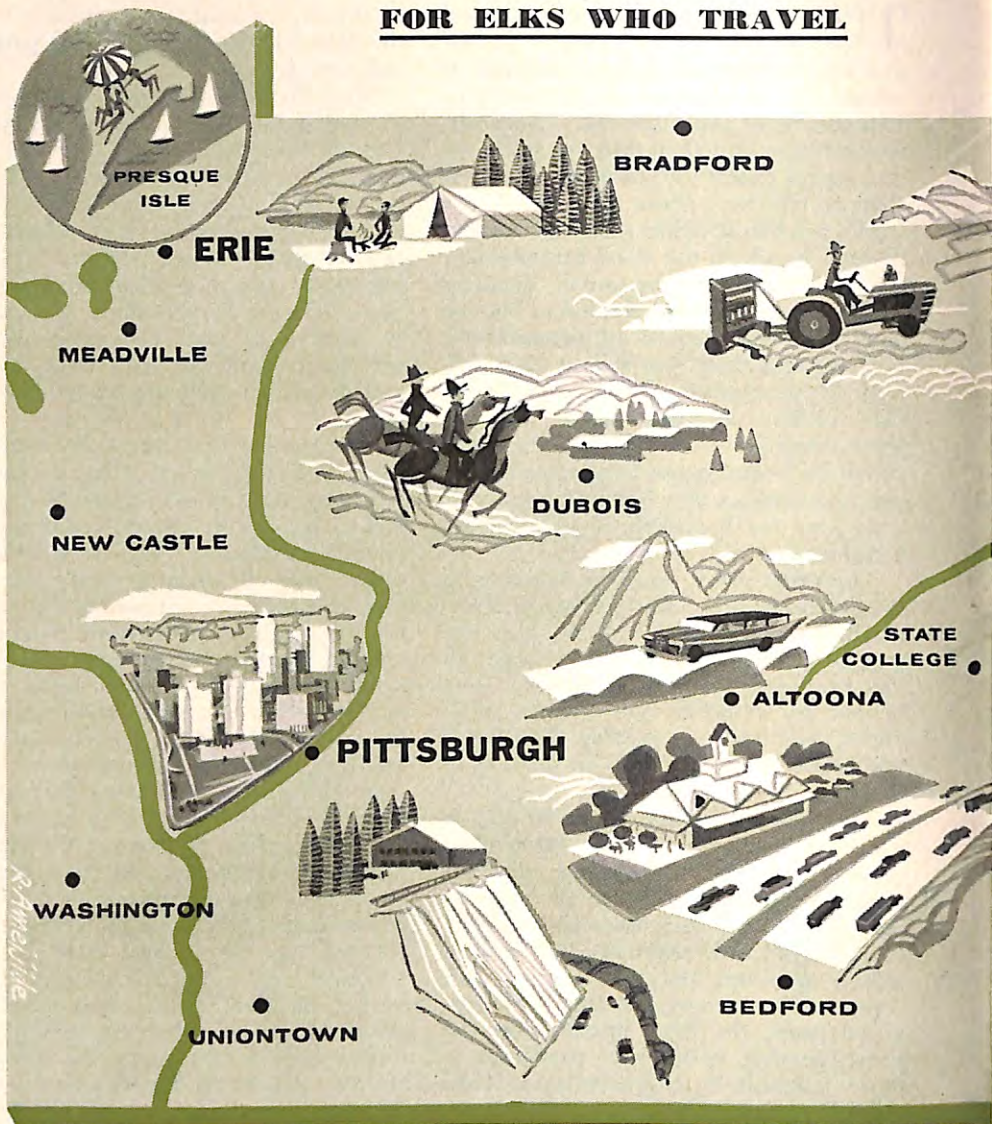 FOR ELKS WHO TRAVEL
PRESQUE
ISLE
BRADFORD
ERIE
MEADVILLE
DUBOIS
NEW CASTLE
STATE
COLLEGE
ALTOONA
PITTSBURGH
WASHINGTON
BEDFORD
UNIONTOWN